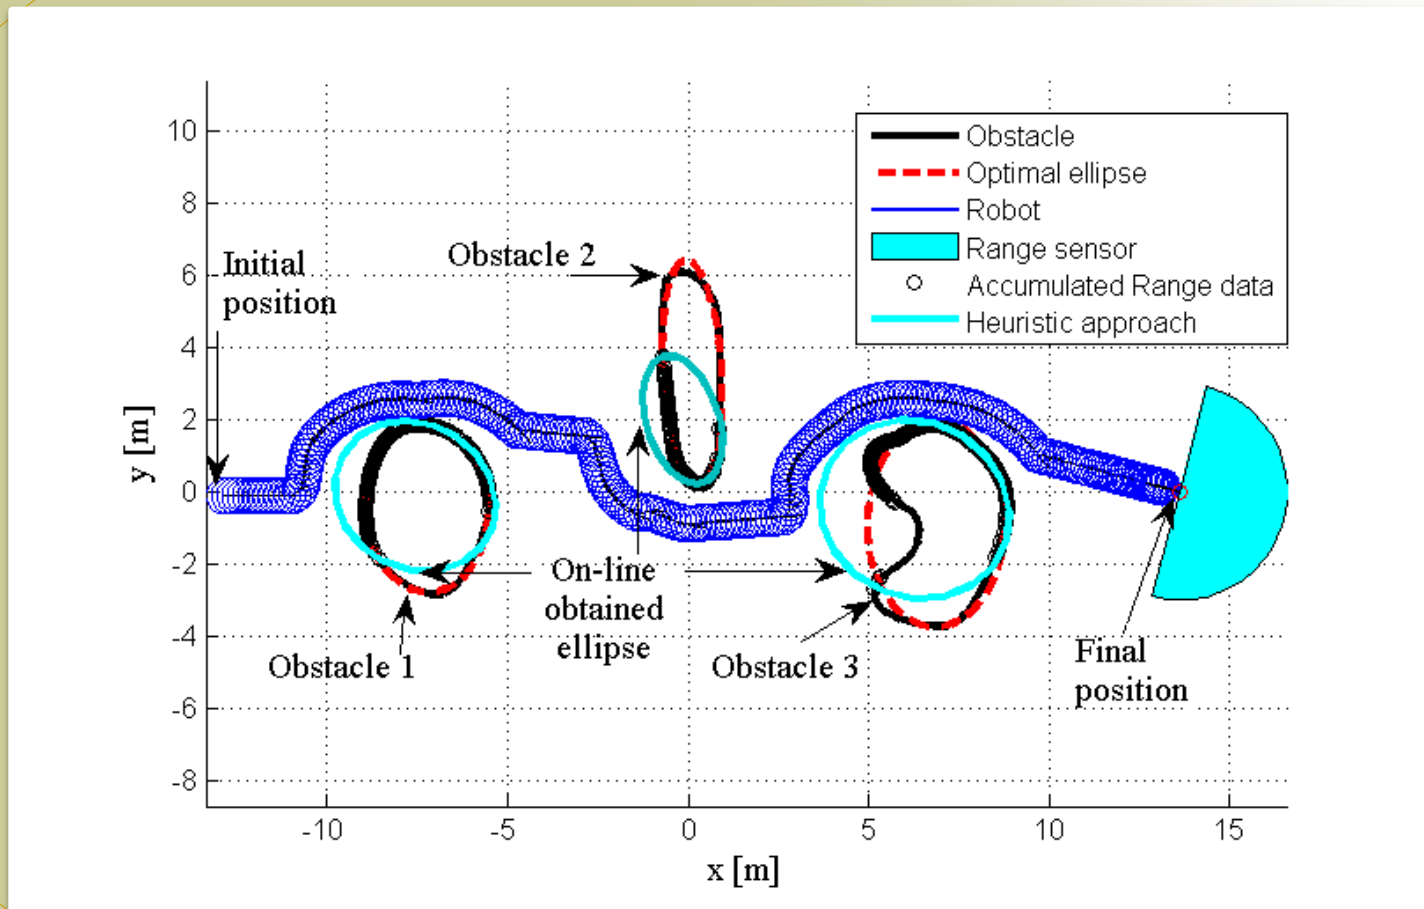 10
8
6
4
2
0
-2
-4
-6
-8
y [m]
-10
-5
0
5
10
15
x [m]
Obstacle
Optimal ellipse
Robot
Range sensor
Accumulated Range data
Heuristic approach
Initial
position
Obstacle 2
On-line
obtained
ellipse
Obstacle 1
Obstacle 3
Final
position